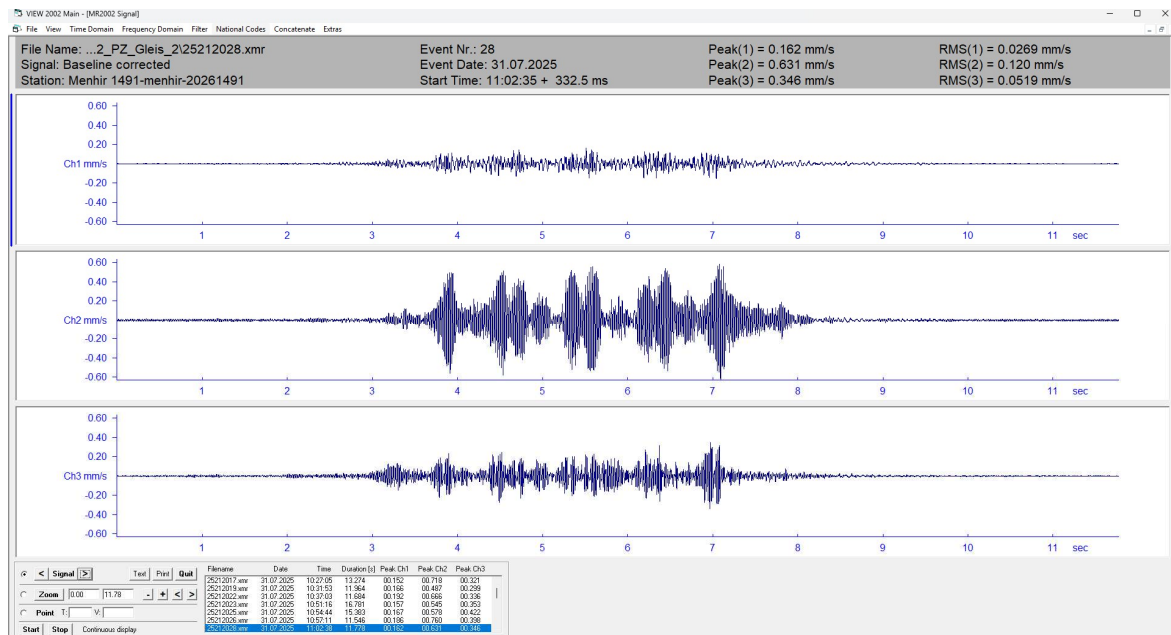 VIEW 2002 Main - [MR2002 Signal]
File View Time Domain Frequency Domain Filter National Codes Concatenate Extras
File Name: ...2_PZ_Gleis_2\25212028.xmr Event Nr.: 28 Peak(1) = 0.162 mm/s RMS(1) = 0.0269 mm/s
Signal: Baseline corrected Event Date: 31.07.2025 Peak(2) = 0.631 mm/s RMS(2) = 0.120 mm/s
Station: Menhir 1491-menhir-20261491 Start Time: 11:02:35 + 332.5 ms Peak(3) = 0.346 mm/s RMS(3) = 0.0519 mm/s
0.60
0.40
0.20
Ch1 mm/s
-0.20
-0.40
-0.60
1 2 3 4 5 6 7 8 9 10 11 sec
0.60
0.40
0.20
Ch2 mm/s
-0.20
-0.40
-0.60
1 2 3 4 5 6 7 8 9 10 11 sec
0.60
0.40
0.20
Ch3 mm/s
-0.20
-0.40
-0.60
1 2 3 4 5 6 7 8 9 10 11 sec
< Signal > Text Print Quit
Zoom 0.00 11.78 - + < >
Point T: V:
Start Stop Continuous display
Filename Date Time Duration [s] Peak Ch1 Peak Ch2 Peak Ch3
25212017.xmr 31.07.2025 10:27:05 13.274 00.152 00.718 00.321
25212019.xmr 31.07.2025 10:31:53 11.964 00.166 00.487 00.299
25212022.xmr 31.07.2025 10:37:03 11.684 00.192 00.666 00.336
25212023.xmr 31.07.2025 10:51:16 16.781 00.157 00.545 00.353
25212025.xmr 31.07.2025 10:54:44 15.383 00.167 00.578 00.422
25212026.xmr 31.07.2025 10:57:11 11.546 00.186 00.760 00.398
25212028.xmr 31.07.2025 11:02:38 11.778 00.162 00.631 00.346